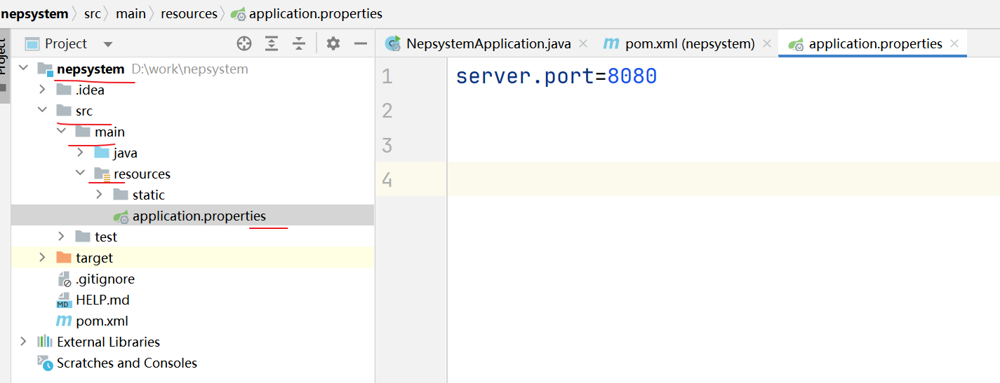 nepsystem src main resources application.properties
Project
Project
NepsystemApplication.java
pom.xml (nepsystem)
application.properties
nepsystem D:\work\nepsystem
.idea
src
main
java
resources
static
application.properties
test
target
.gitignore
MD HELP.md
m pom.xml
External Libraries
Scratches and Consoles
1 server.port=8080
2
3
4